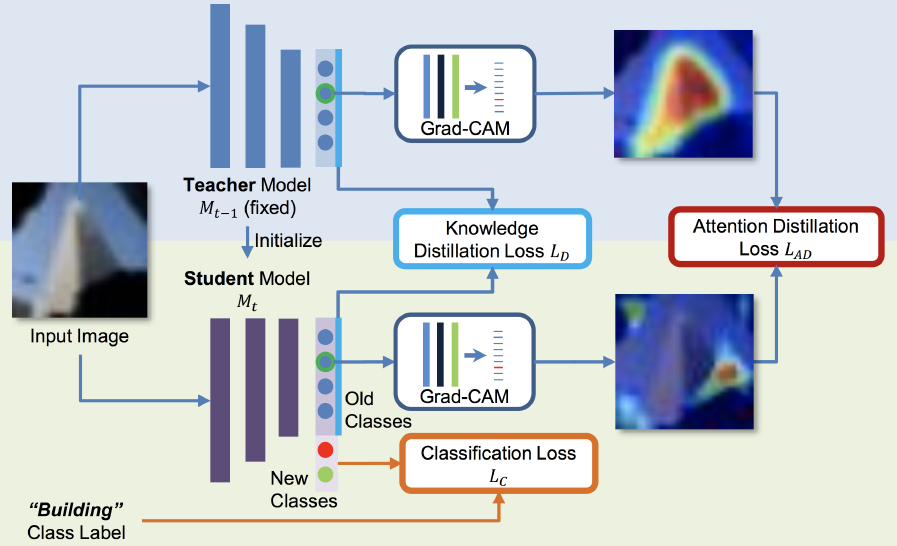 Grad-CAM
Teacher Model
M_{t−1} (fixed)
Initialize
Knowledge
Distillation Loss L_D
Attention Distillation
Loss L_{AD}
Student Model
M_t
Input Image
Grad-CAM
Old
Classes
New
Classes
Classification Loss
L_C
“Building”
Class Label